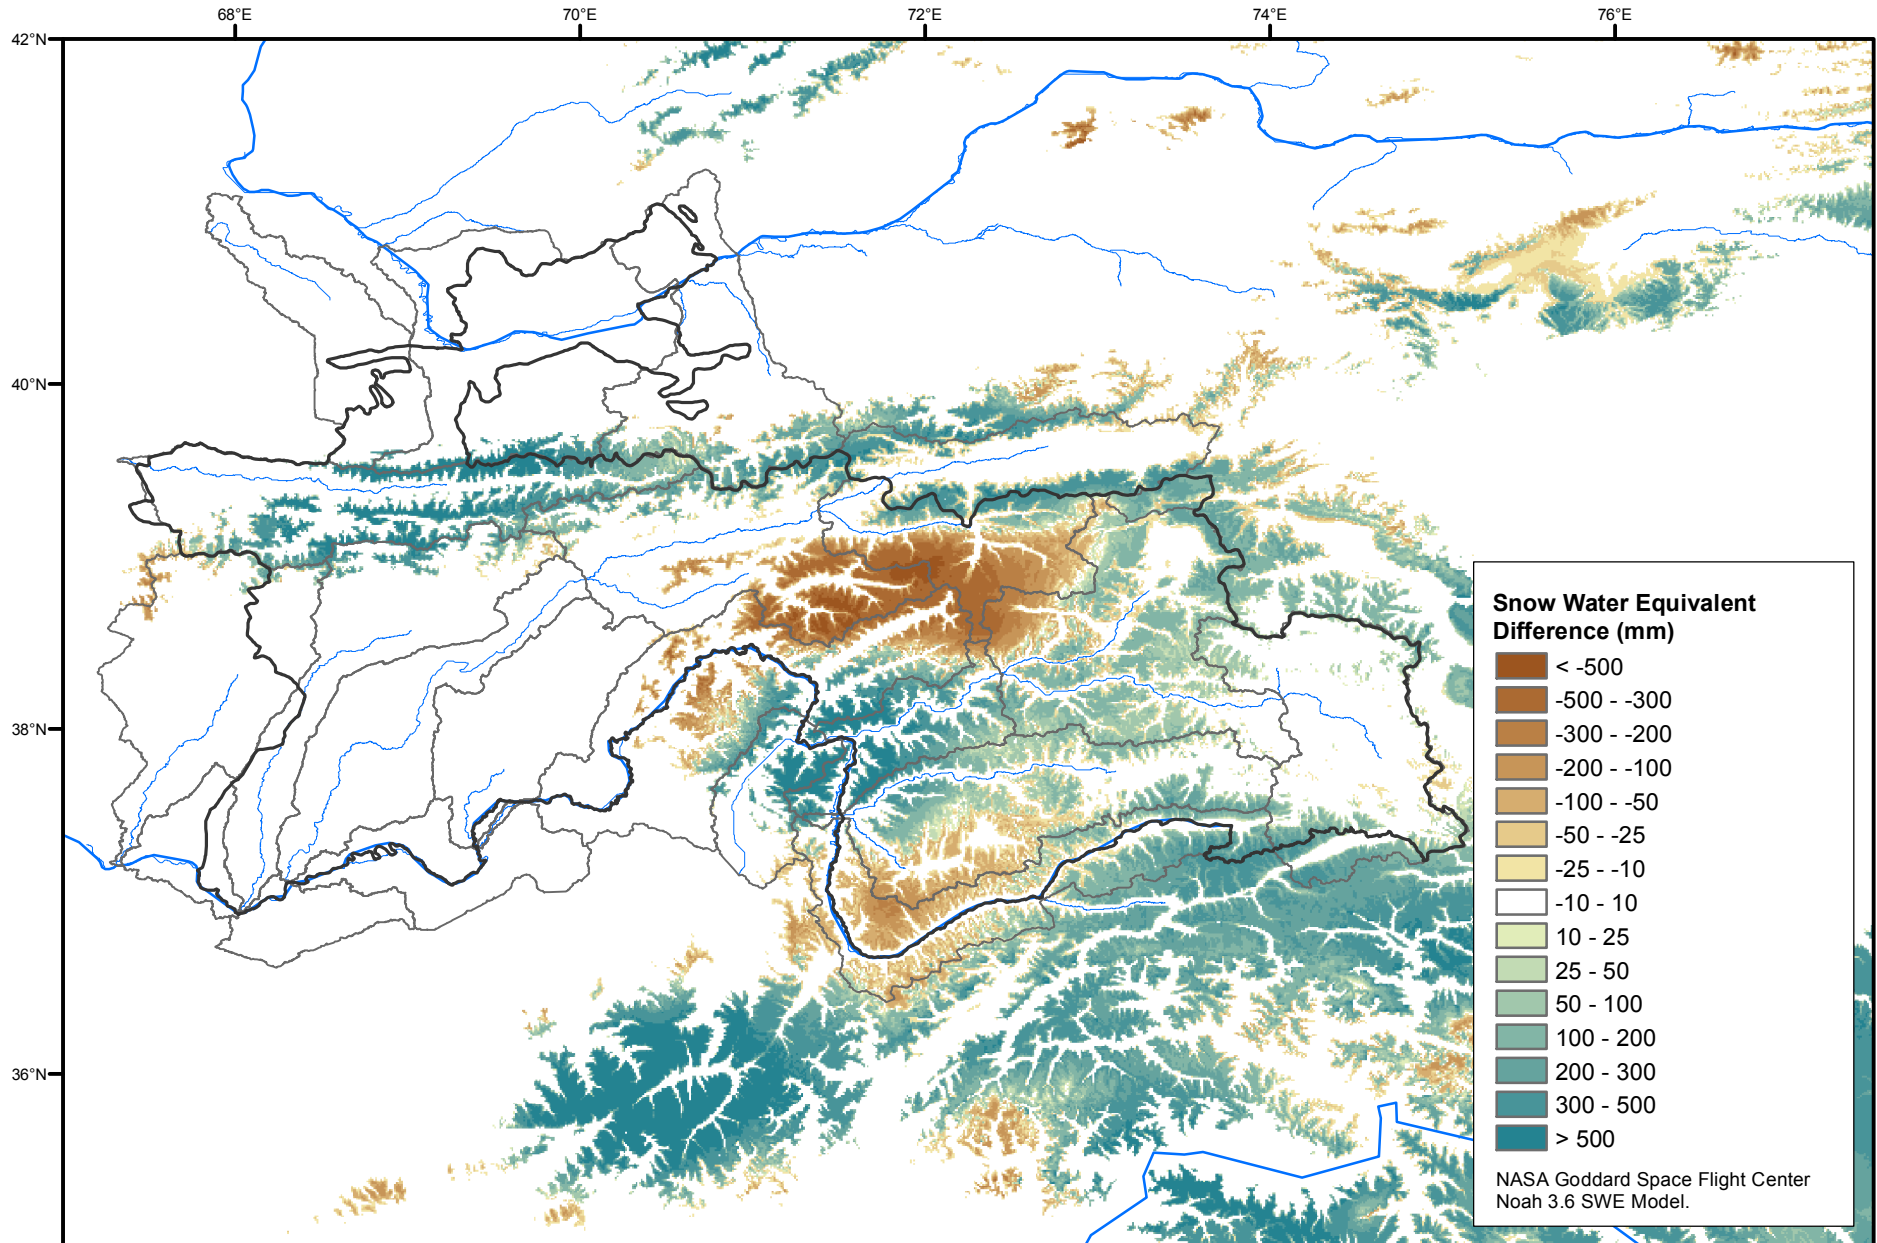 68°E
70°E
72°E
74°E
76°E
42°N
40°N
38°N
36°N
Snow Water Equivalent
Difference (mm)
< -500
-500 - -300
-300 - -200
-200 - -100
-100 - -50
-50 - -25
-25 - -10
-10 - 10
10 - 25
25 - 50
50 - 100
100 - 200
200 - 300
300 - 500
> 500
NASA Goddard Space Flight Center
Noah 3.6 SWE Model.